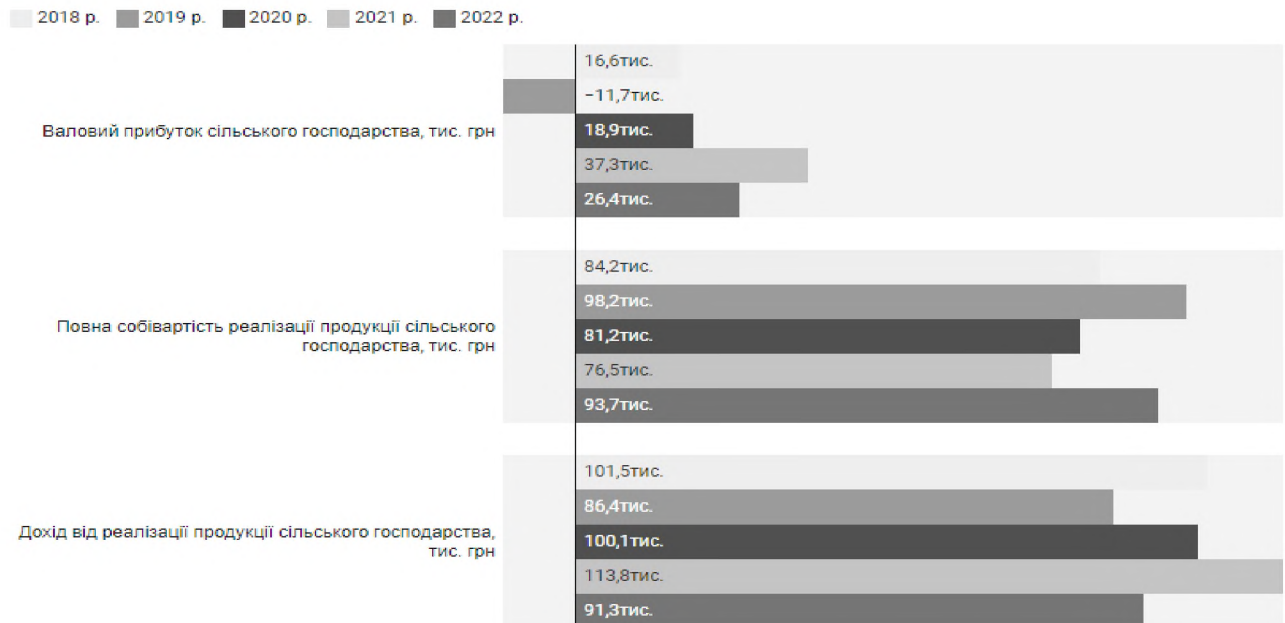 2018 р. 2019 р. 2020 р. 2021 р. 2022 р.
16,6тис.
−11,7тис.
Валовий прибуток сільського господарства, тис. грн
18,9тис.
37,3тис.
26,4тис.
84,2тис.
98,2тис.
Повна собівартість реалізації продукції сільського
господарства, тис. грн
81,2тис.
76,5тис.
93,7тис.
101,5тис.
86,4тис.
Дохід від реалізації продукції сільського господарства,
тис. грн
100,1тис.
113,8тис.
91,3тис.